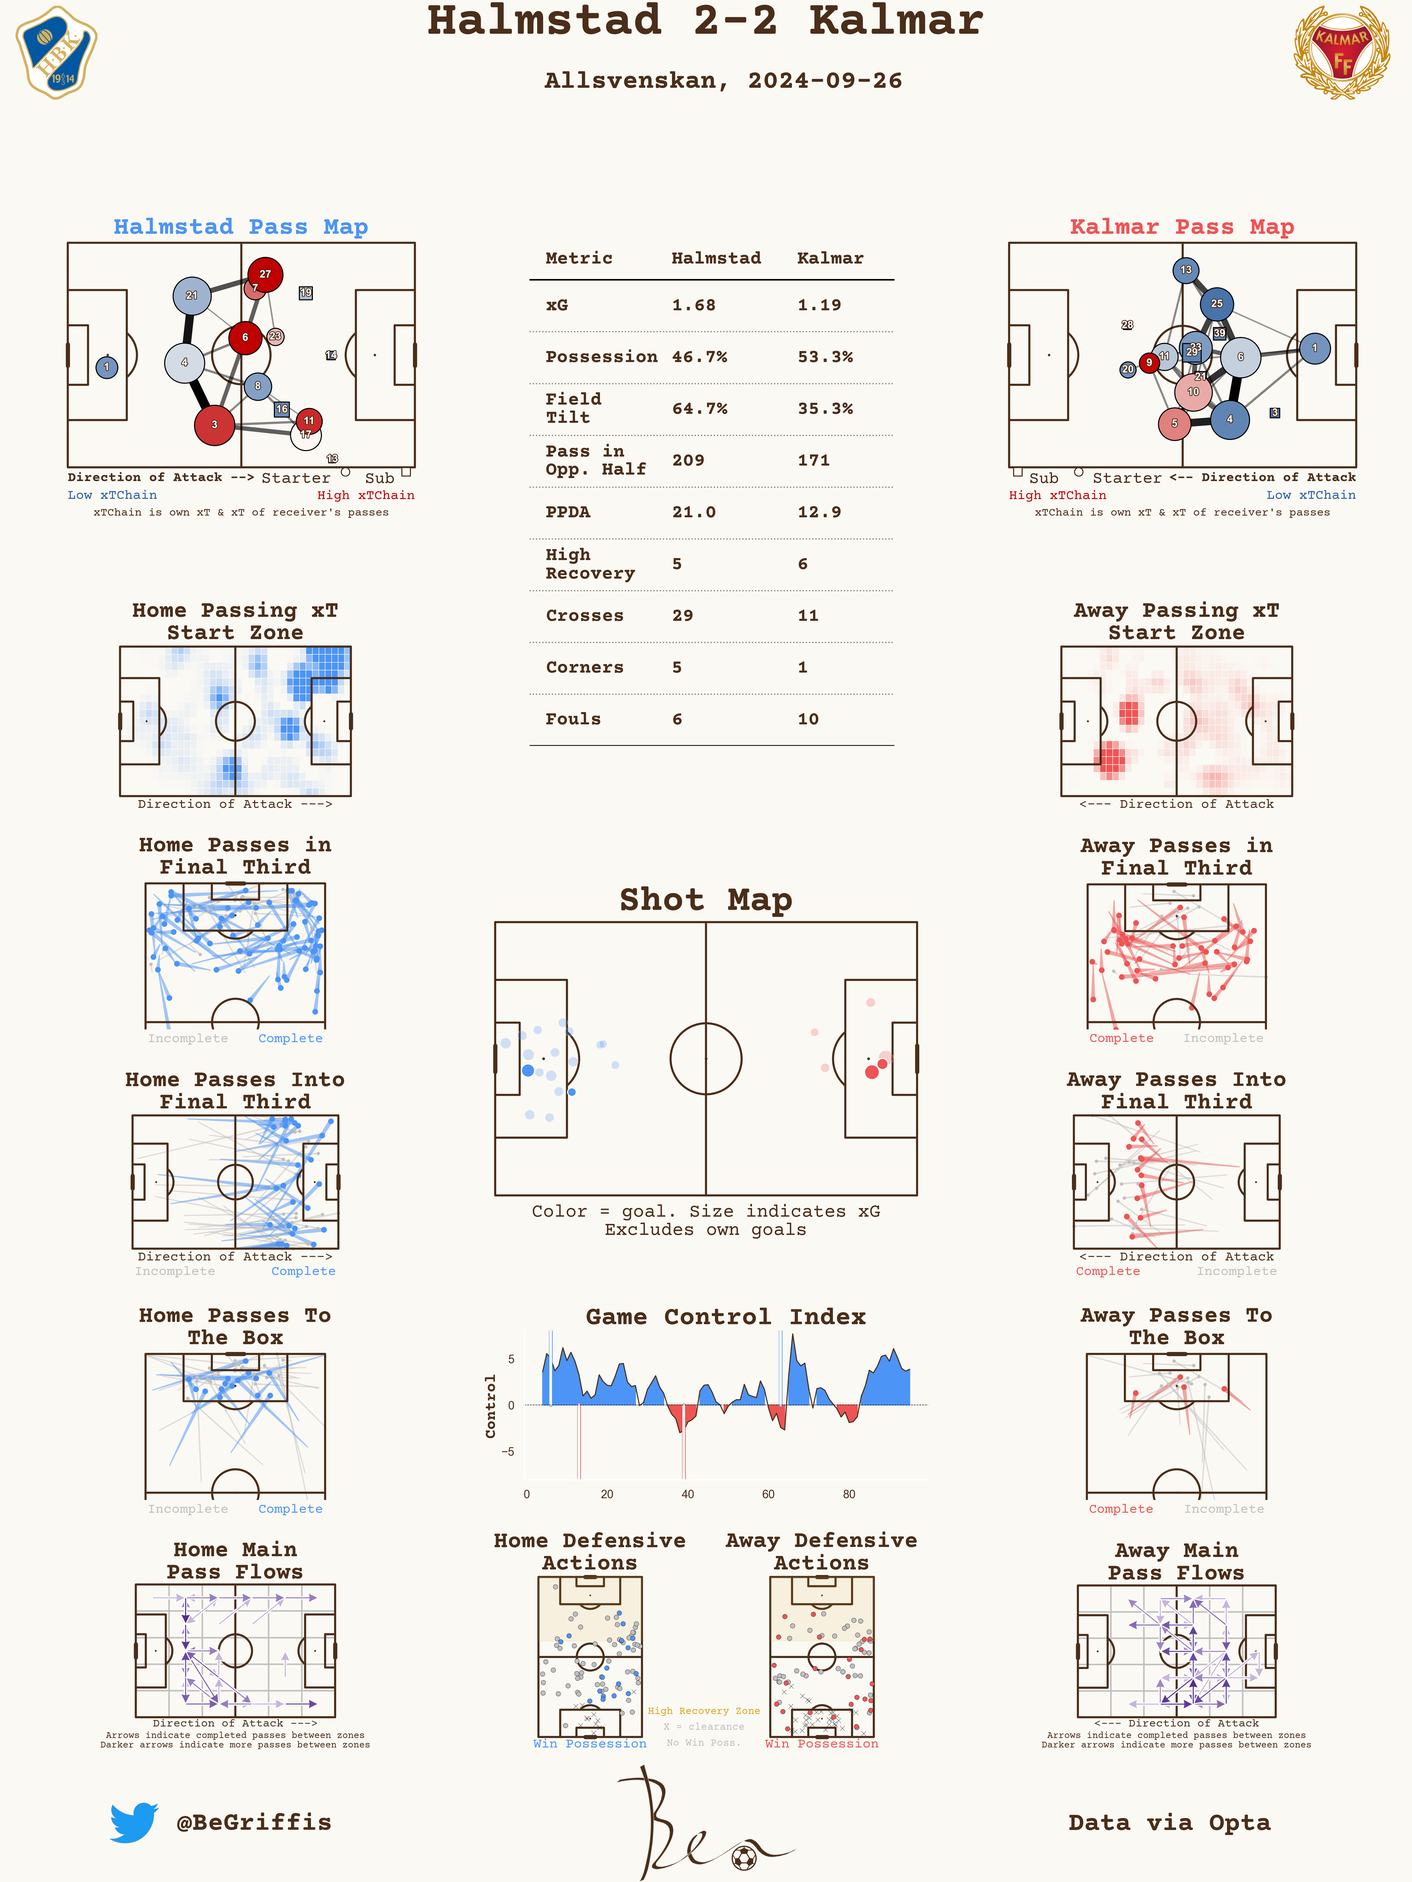 Halmstad 2-2 Kalmar
H·B·K
1914
KALMAR
FF
Allsvenskan, 2024-09-26
Halmstad Pass Map
27
7
19
21
6
23
14
4
1
8
16
3
11
17
13
Direction of Attack --> Starter Sub
Low xTChain High xTChain
xTChain is own xT & xT of receiver's passes
Metric Halmstad Kalmar
xG 1.68 1.19
Possession 46.7% 53.3%
Field
Tilt 64.7% 35.3%
Pass in
Opp. Half 209 171
PPDA 21.0 12.9
High
Recovery 5 6
Crosses 29 11
Corners 5 1
Fouls 6 10
Kalmar Pass Map
13
25
28
39
23
29
11
6
1
9
20
21
10
5
4
3
Sub Starter <-- Direction of Attack
High xTChain Low xTChain
xTChain is own xT & xT of receiver's passes
Home Passing xT
Start Zone
Direction of Attack --->
Away Passing xT
Start Zone
<--- Direction of Attack
Home Passes in
Final Third
Incomplete Complete
Away Passes in
Final Third
Complete Incomplete
Shot Map
Color = goal. Size indicates xG
Excludes own goals
Home Passes Into
Final Third
Direction of Attack --->
Incomplete Complete
Away Passes Into
Final Third
<--- Direction of Attack
Complete Incomplete
Home Passes To
The Box
Incomplete Complete
Game Control Index
Control
5
0
−5
0 20 40 60 80
Away Passes To
The Box
Complete Incomplete
Home Main
Pass Flows
Direction of Attack --->
Arrows indicate completed passes between zones
Darker arrows indicate more passes between zones
Home Defensive
Actions
Win Possession
High Recovery Zone
X = clearance
No Win Poss.
Away Defensive
Actions
Win Possession
Away Main
Pass Flows
<--- Direction of Attack
Arrows indicate completed passes between zones
Darker arrows indicate more passes between zones
@BeGriffis
Ben
Data via Opta